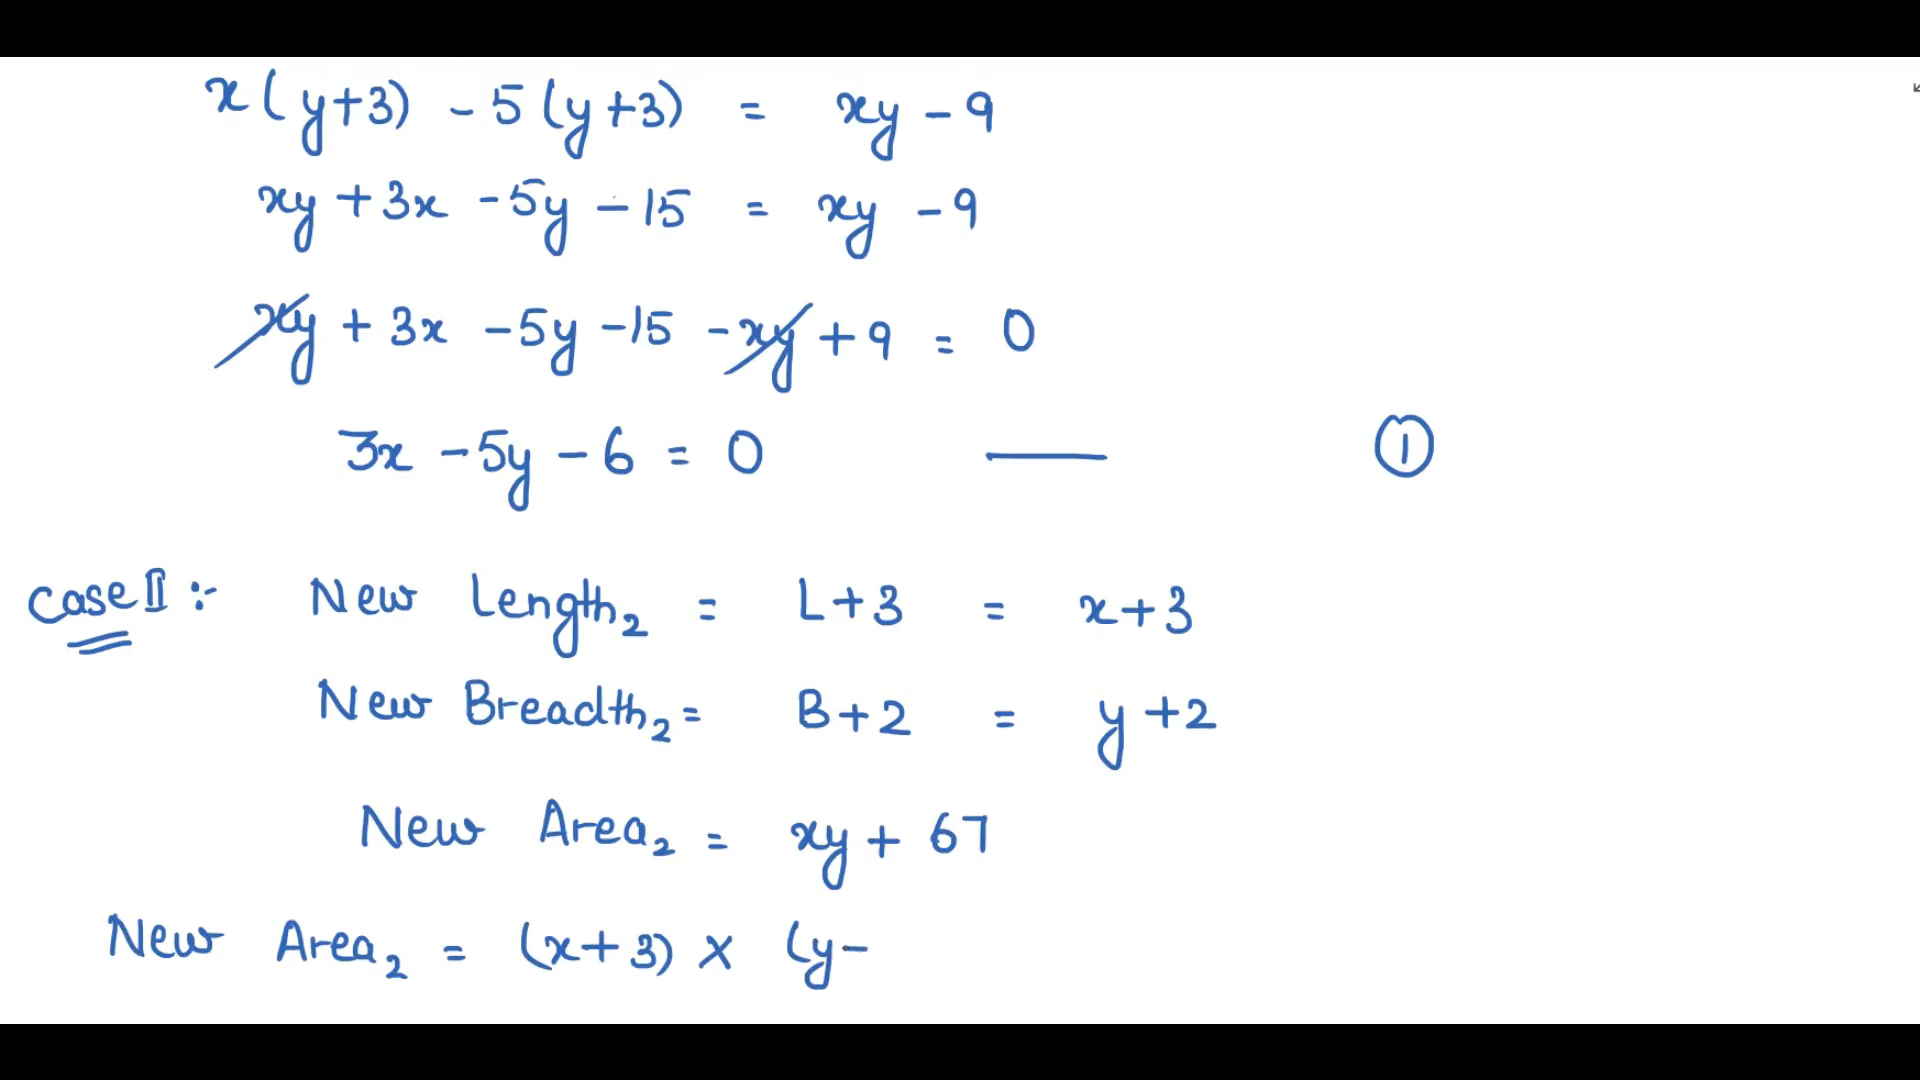 x(y+3) - 5(y+3) = xy - 9
xy + 3x - 5y - 15 = xy - 9
xy + 3x - 5y - 15 - xy + 9 = 0
3x - 5y - 6 = 0 —— ①
Case II :- New Length₂ = L+3 = x+3
New Breadth₂ = B+2 = y+2
New Area₂ = xy + 67
New Area₂ = (x+3) × (y-